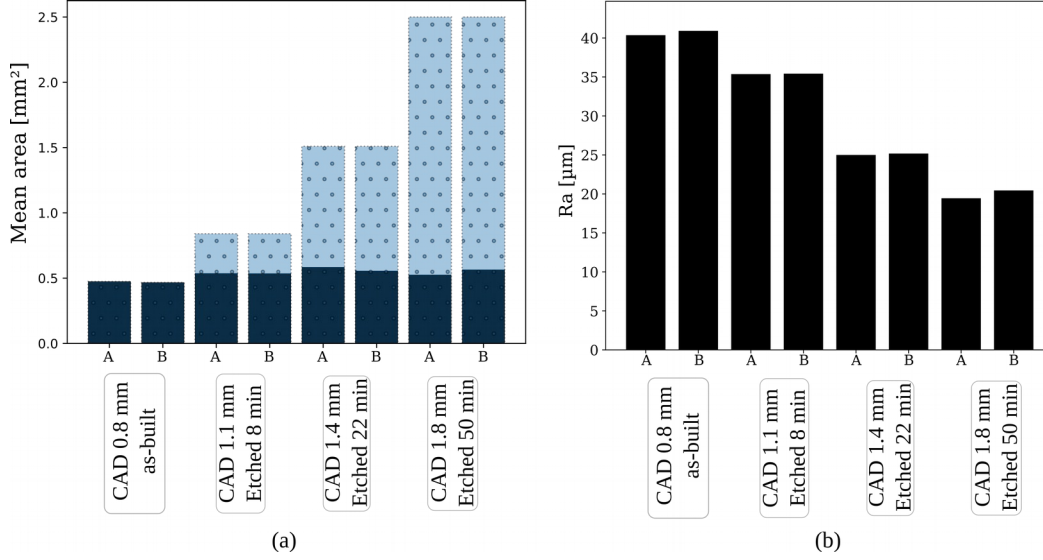 Mean area [mm²]
2.5
2.0
1.5
1.0
0.5
0.0
A B A B A B A B
CAD 0.8 mm
as-built
CAD 1.1 mm
Etched 8 min
CAD 1.4 mm
Etched 22 min
CAD 1.8 mm
Etched 50 min
(a)
Ra [µm]
40
35
30
25
20
15
10
5
0
A B A B A B A B
CAD 0.8 mm
as-built
CAD 1.1 mm
Etched 8 min
CAD 1.4 mm
Etched 22 min
CAD 1.8 mm
Etched 50 min
(b)